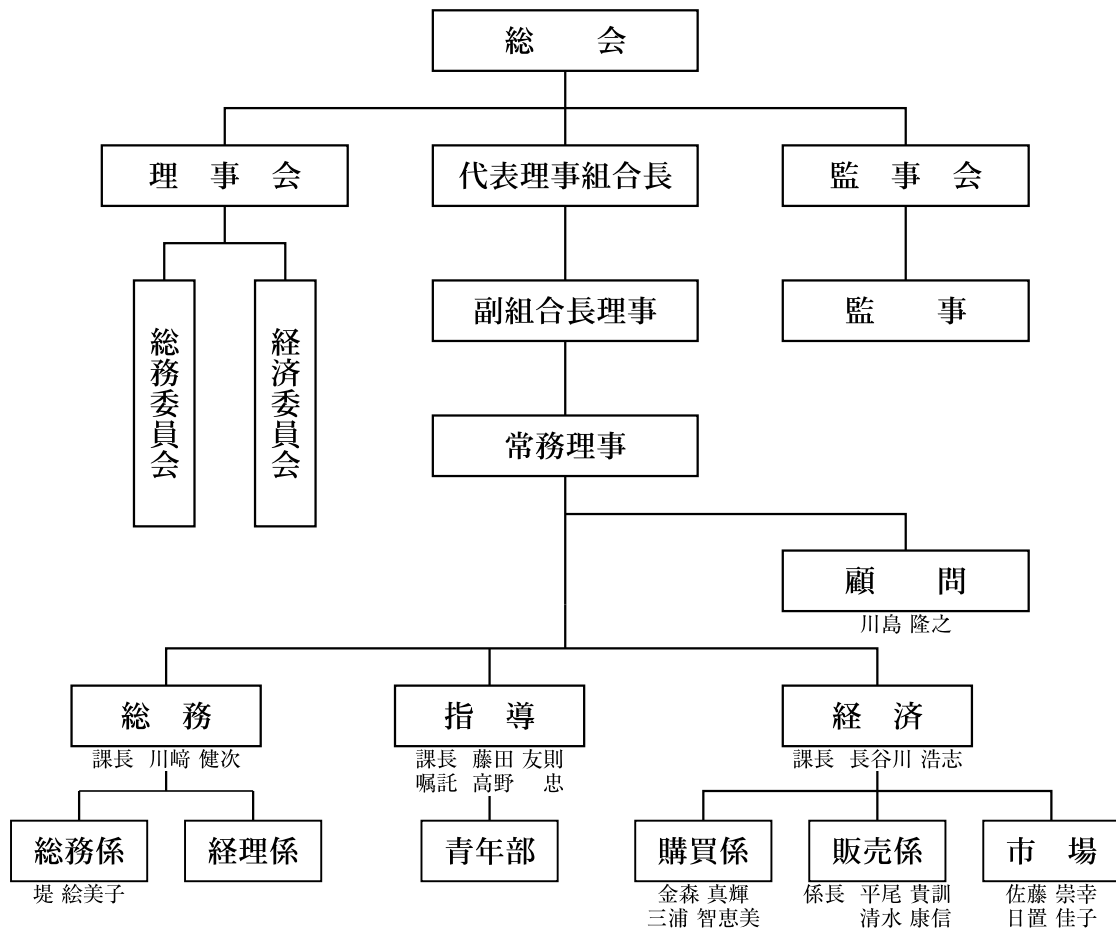 総　会
理　事　会
代表理事組合長
監　事　会
総務委員会
経済委員会
副組合長理事
監　事
常務理事
顧　問
川島 隆之
総　務
課長 川﨑 健次
指　導
課長 藤田 友則
嘱託 高野 忠
経　済
課長 長谷川 浩志
総務係
堤 絵美子
経理係
青年部
購買係
金森 真輝
三浦 智恵美
販売係
係長 平尾 貴訓
清水 康信
市　場
佐藤 崇幸
日置 佳子